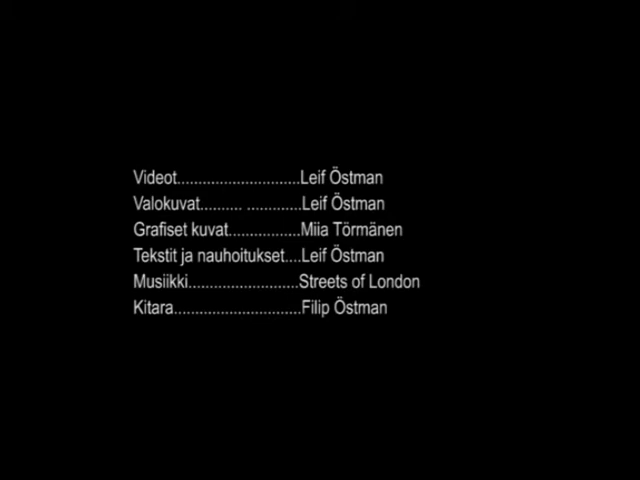 Videot.............................Leif Östman
Valokuvat.......... .............Leif Östman
Grafiset kuvat.................Miia Törmänen
Tekstit ja nauhoitukset....Leif Östman
Musiikki..........................Streets of London
Kitara..............................Filip Östman